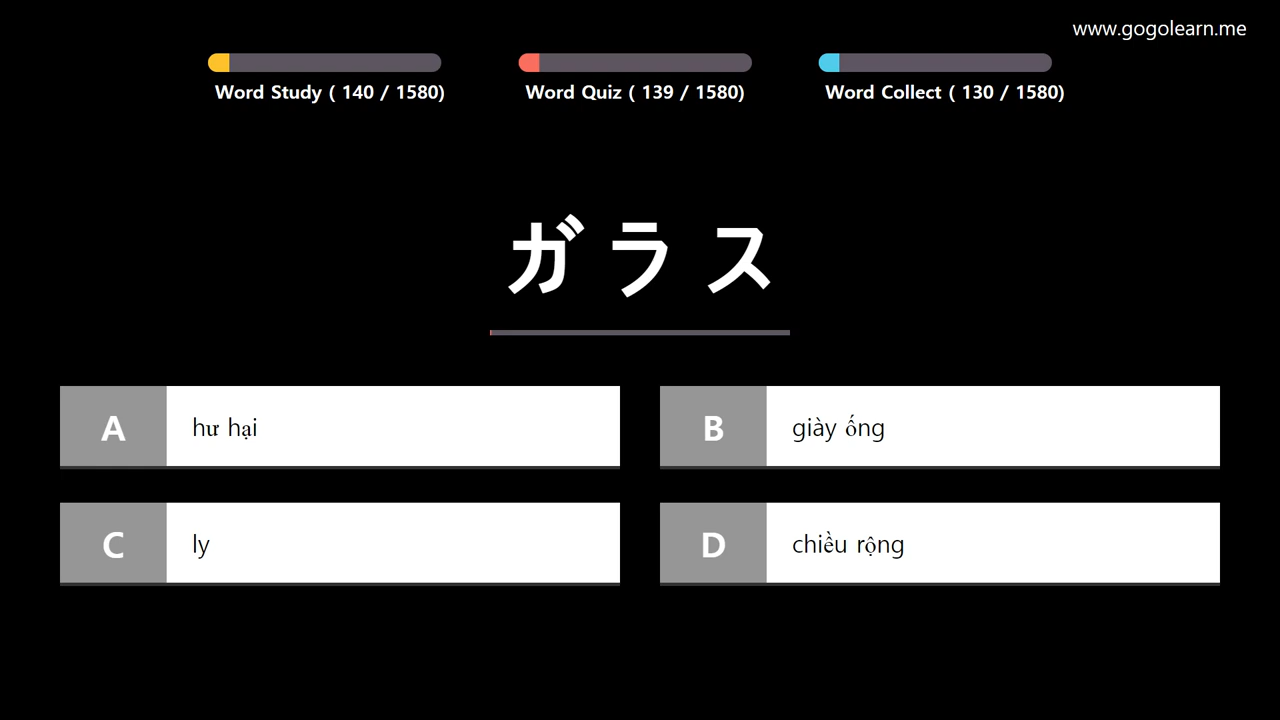 www.gogolearn.me
Word Study ( 140 / 1580)
Word Quiz ( 139 / 1580)
Word Collect ( 130 / 1580)
ガラス
A
hư hại
B
giày ống
C
ly
D
chiều rộng